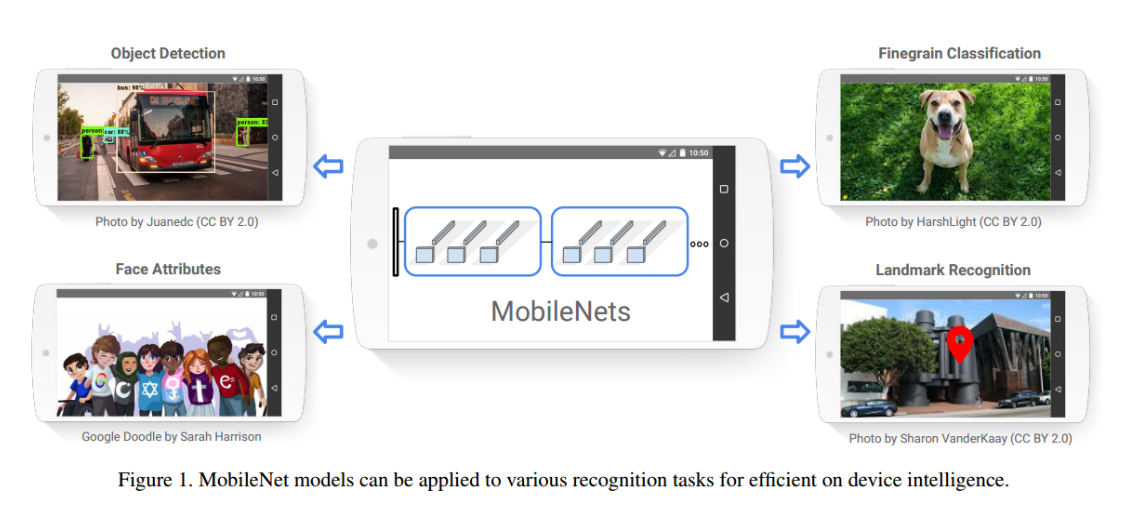 Object Detection
Finegrain Classification
10:50
10:50
bus: 98%
person:
car: 88%
person: 83
10:50
Photo by Juanedc (CC BY 2.0)
Photo by HarshLight (CC BY 2.0)
Face Attributes
Landmark Recognition
10:50
10:50
MobileNets
C C t e=
Google Doodle by Sarah Harrison
Photo by Sharon VanderKaay (CC BY 2.0)
Figure 1. MobileNet models can be applied to various recognition tasks for efficient on device intelligence.